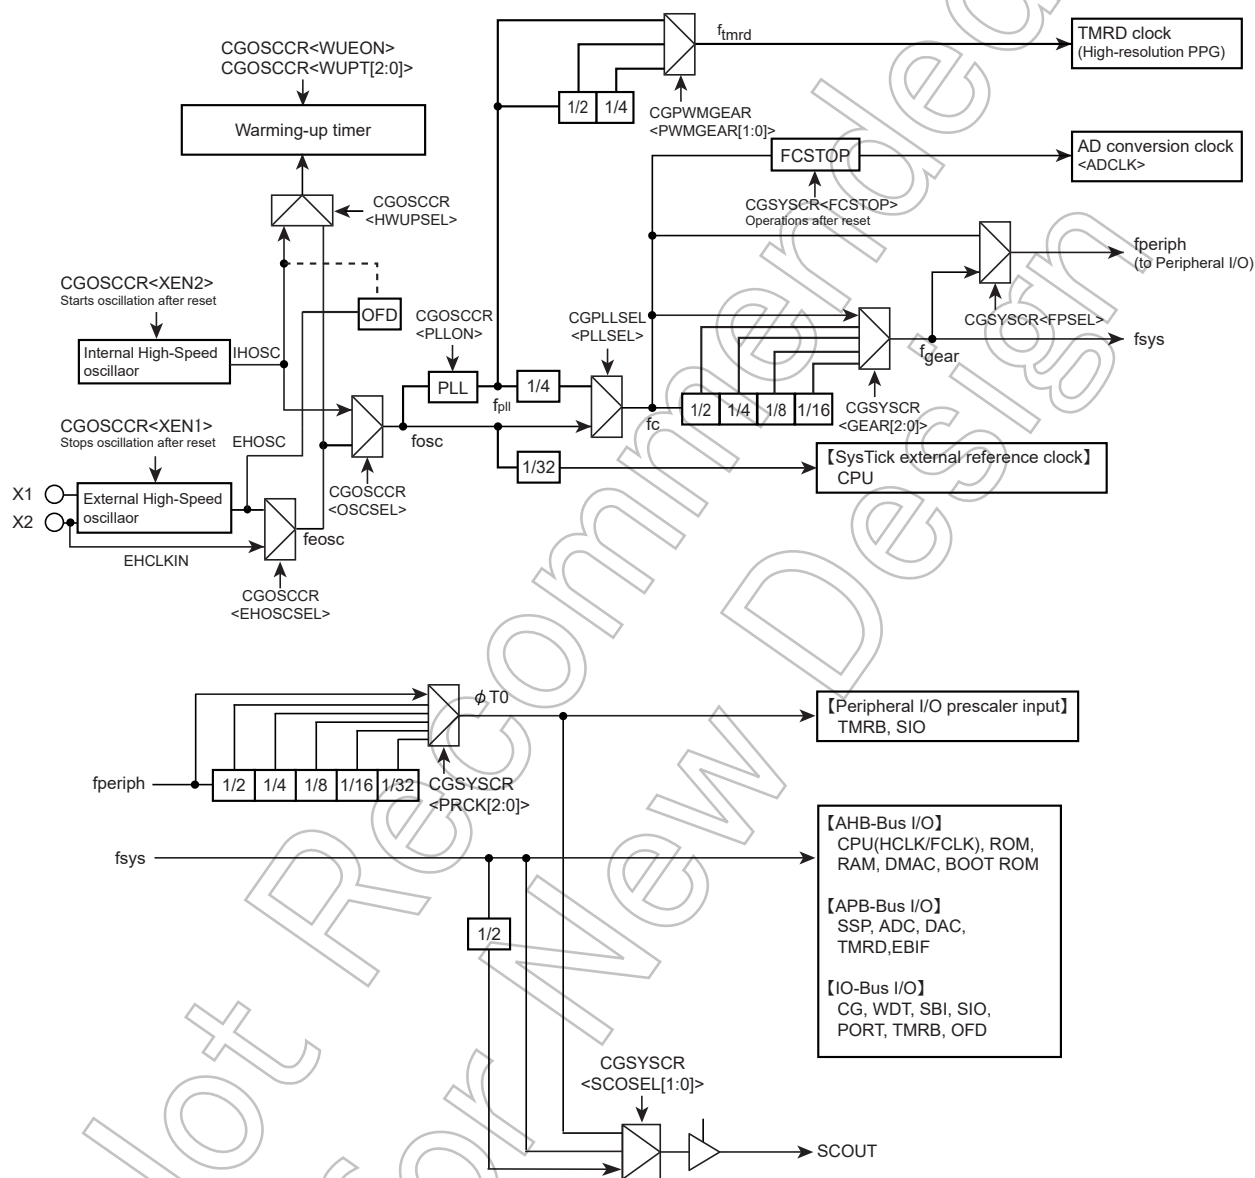 CGOSCCR<WUEON>
CGOSCCR<WUPT[2:0]>
Warming-up timer
CGOSCCR
<HWUPSEL>
CGOSCCR<XEN2>
Starts oscillation after reset
Internal High-Speed
oscillaor
IHOSC
OFD
CGOSCCR<XEN1>
Stops oscillation after reset
EHOSC
X1
X2
External High-Speed
oscillaor
EHCLKIN
feosc
CGOSCCR
<EHOSCSEL>
CGOSCCR
<OSCSEL>
fosc
CGOSCCR
<PLLON>
PLL
fpll
1/4
1/32
CGPLLSEL
<PLLSEL>
fc
1/2
1/4
CGPWMGEAR
<PWMGEAR[1:0]>
ftmrd
TMRD clock
(High-resolution PPG)
FCSTOP
CGSYSCR<FCSTOP>
Operations after reset
AD conversion clock
<ADCLK>
fperiph
(to Peripheral I/O)
CGSYSCR<FPSEL>
fsys
fgear
1/2
1/4
1/8
1/16
CGSYSCR
<GEAR[2:0]>
【SysTick external reference clock】
CPU
ϕ T0
fperiph
1/2
1/4
1/8
1/16
1/32
CGSYSCR
<PRCK[2:0]>
【Peripheral I/O prescaler input】
TMRB, SIO
fsys
1/2
【AHB-Bus I/O】
CPU(HCLK/FCLK), ROM,
RAM, DMAC, BOOT ROM
【APB-Bus I/O】
SSP, ADC, DAC,
TMRD,EBIF
【IO-Bus I/O】
CG, WDT, SBI, SIO,
PORT, TMRB, OFD
CGSYSCR
<SCOSEL[1:0]>
SCOUT
Not Recommended
for New Design